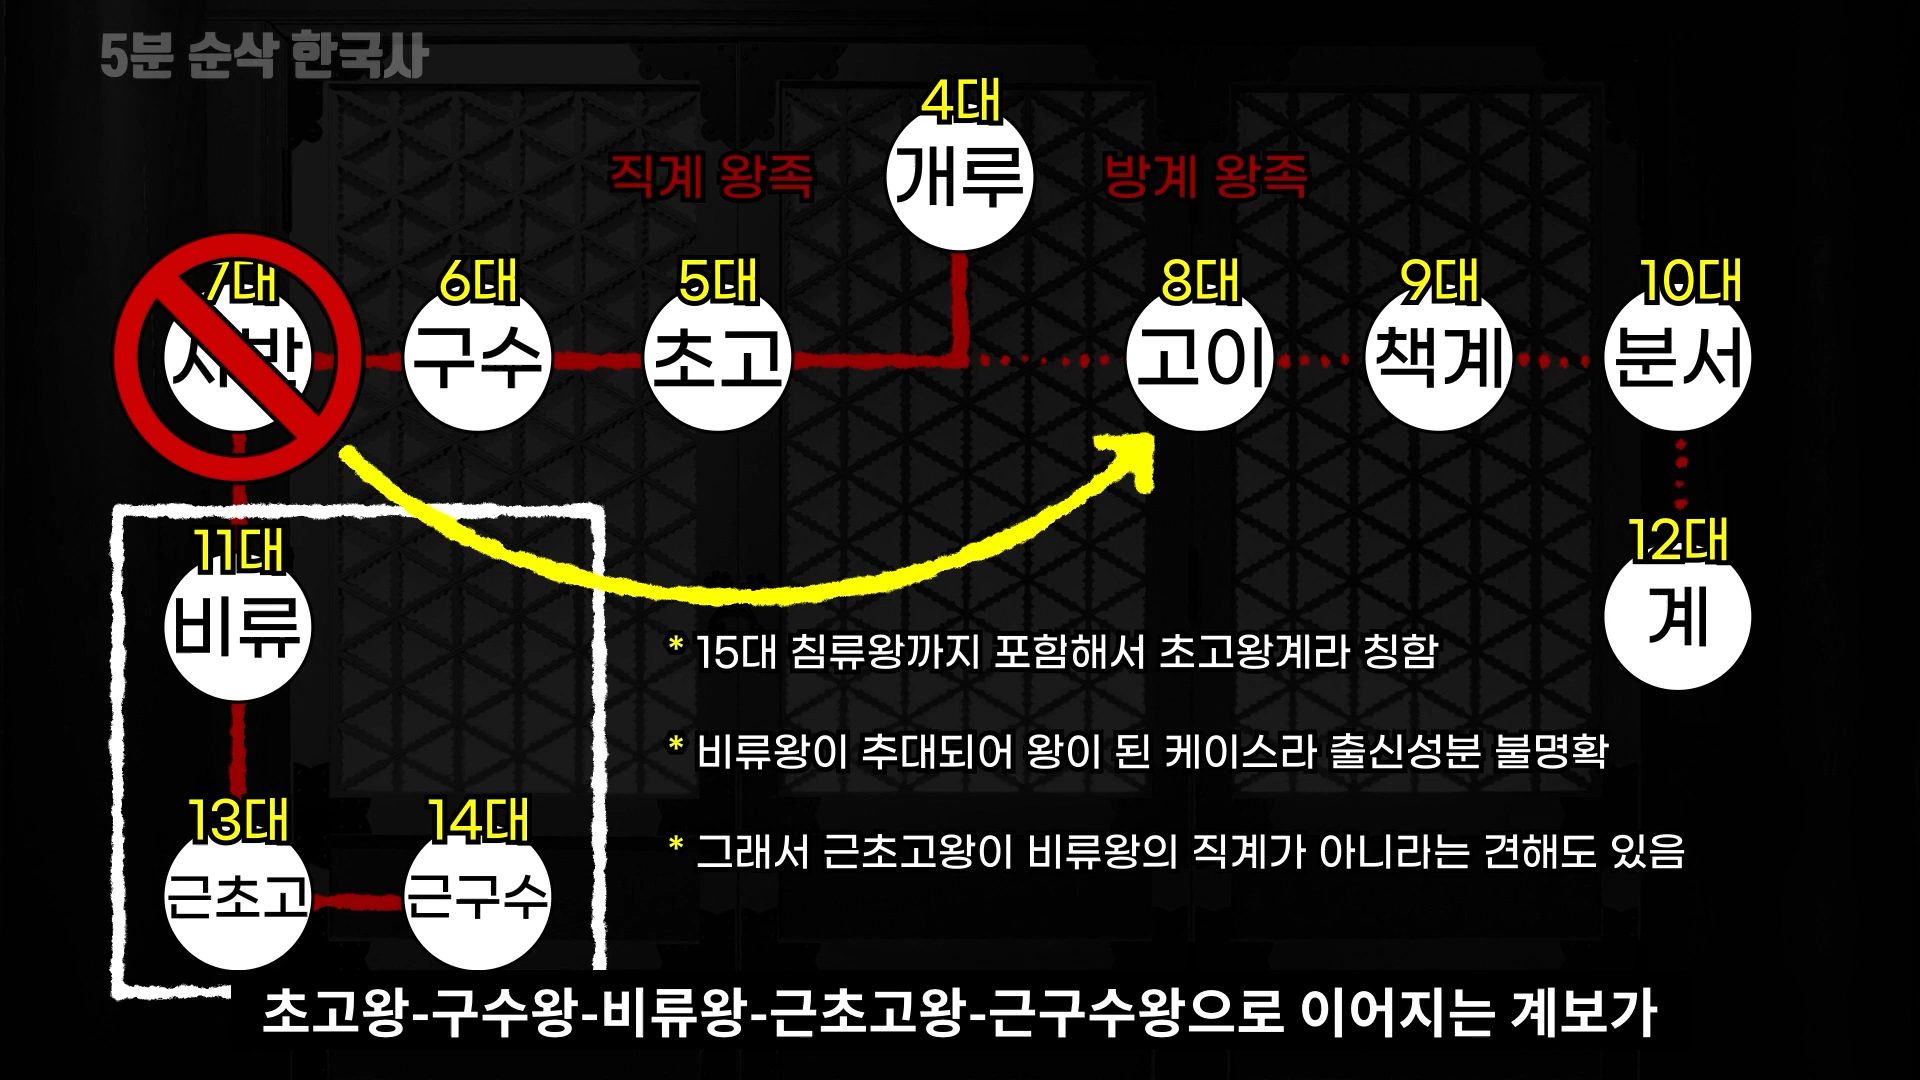 5분 순삭 한국사
4대
개루
직계 왕족
방계 왕족
7대
사반
6대
구수
5대
초고
8대
고이
9대
책계
10대
분서
11대
비류
12대
계
13대
근초고
14대
근구수
* 15대 침류왕까지 포함해서 초고왕계라 칭함
* 비류왕이 추대되어 왕이 된 케이스라 출신성분 불명확
* 그래서 근초고왕이 비류왕의 직계가 아니라는 견해도 있음
초고왕-구수왕-비류왕-근초고왕-근구수왕으로 이어지는 계보가